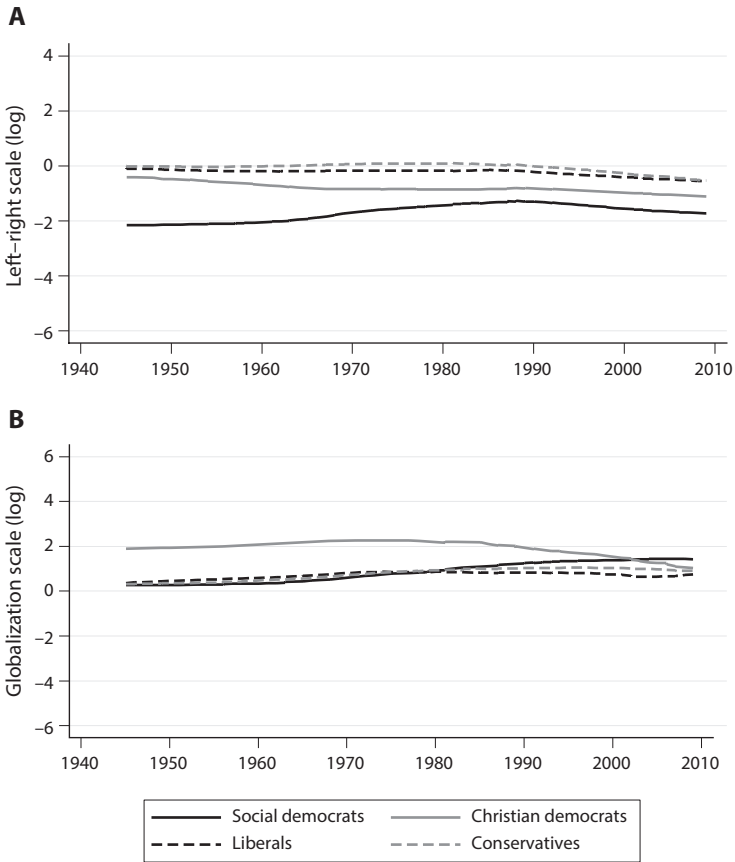 A
Left–right scale (log)
4
2
0
–2
–4
–6
1940 1950 1960 1970 1980 1990 2000 2010
B
Globalization scale (log)
6
4
2
0
–2
–4
–6
1940 1950 1960 1970 1980 1990 2000 2010
Social democrats Christian democrats
Liberals Conservatives